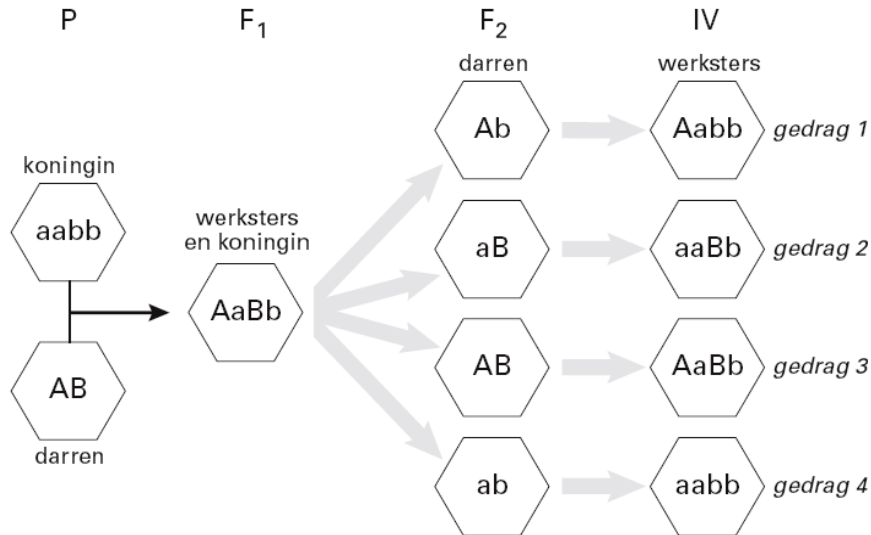 P F₁ F₂ IV
darren werksters
Ab Aabb gedrag 1
koningin
aabb
werksters
en koningin
aB aaBb gedrag 2
AaBb
AB AaBb gedrag 3
AB
darren
ab aabb gedrag 4